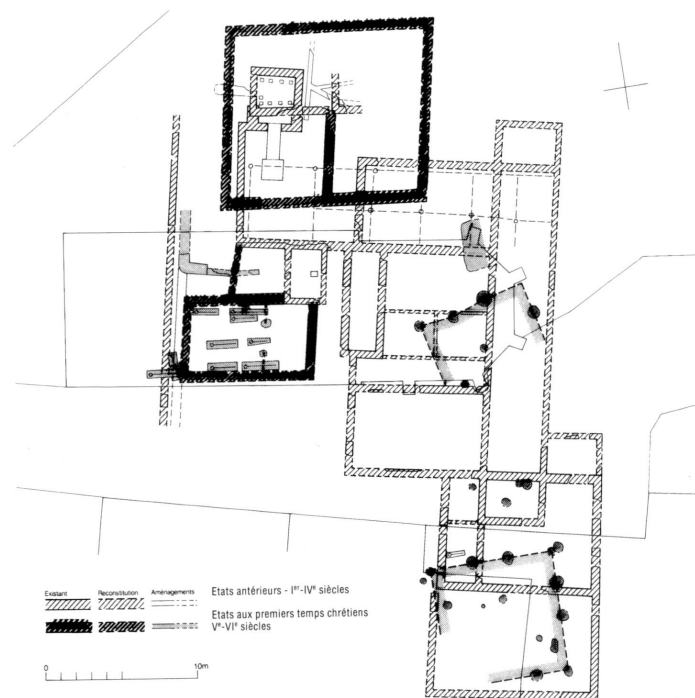 Existant Reconstitution Aménagements
Etats antérieurs - Iᵉʳ-IVᵉ siècles
Etats aux premiers temps chrétiens
Vᵉ-VIᵉ siècles
0 10m